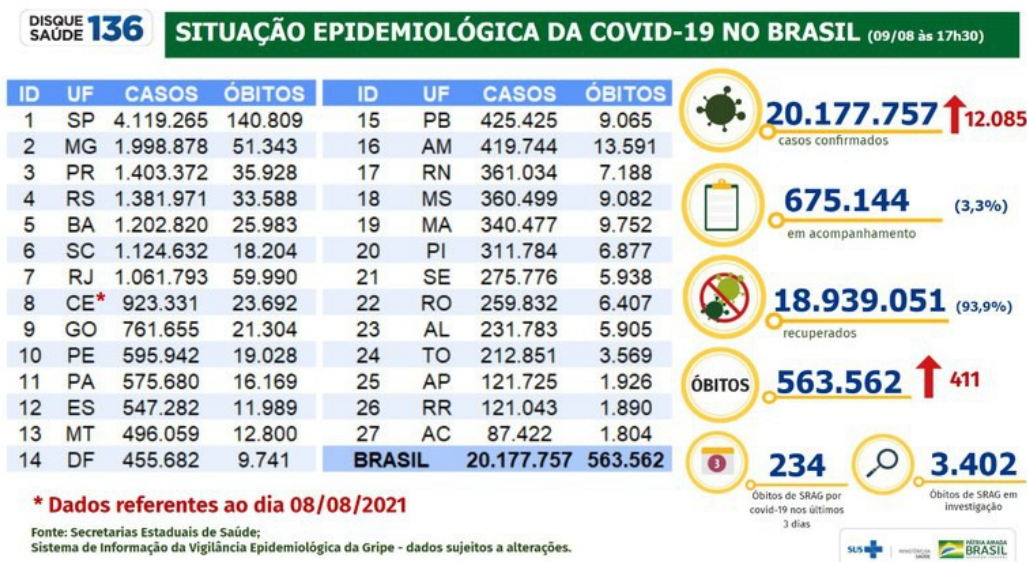 DISQUE
SAÚDE 136
SITUAÇÃO EPIDEMIOLÓGICA DA COVID-19 NO BRASIL (09/08 às 17h30)
ID UF CASOS ÓBITOS ID UF CASOS ÓBITOS
1 SP 4.119.265 140.809 15 PB 425.425 9.065
2 MG 1.998.878 51.343 16 AM 419.744 13.591
3 PR 1.403.372 35.928 17 RN 361.034 7.188
4 RS 1.381.971 33.588 18 MS 360.499 9.082
5 BA 1.202.820 25.983 19 MA 340.477 9.752
6 SC 1.124.632 18.204 20 PI 311.784 6.877
7 RJ 1.061.793 59.990 21 SE 275.776 5.938
8 CE* 923.331 23.692 22 RO 259.832 6.407
9 GO 761.655 21.304 23 AL 231.783 5.905
10 PE 595.942 19.028 24 TO 212.851 3.569
11 PA 575.680 16.169 25 AP 121.725 1.926
12 ES 547.282 11.989 26 RR 121.043 1.890
13 MT 496.059 12.800 27 AC 87.422 1.804
14 DF 455.682 9.741 BRASIL 20.177.757 563.562
* Dados referentes ao dia 08/08/2021
Fonte: Secretarias Estaduais de Saúde;
Sistema de Informação da Vigilância Epidemiológica da Gripe - dados sujeitos a alterações.
20.177.757 12.085
casos confirmados
675.144 (3,3%)
em acompanhamento
18.939.051 (93,9%)
recuperados
ÓBITOS 563.562 411
3 234
Óbitos de SRAG por
covid-19 nos últimos
3 dias
3.402
Óbitos de SRAG em
investigação
SUS
MINISTÉRIO DA
SAÚDE
PÁTRIA AMADA
BRASIL